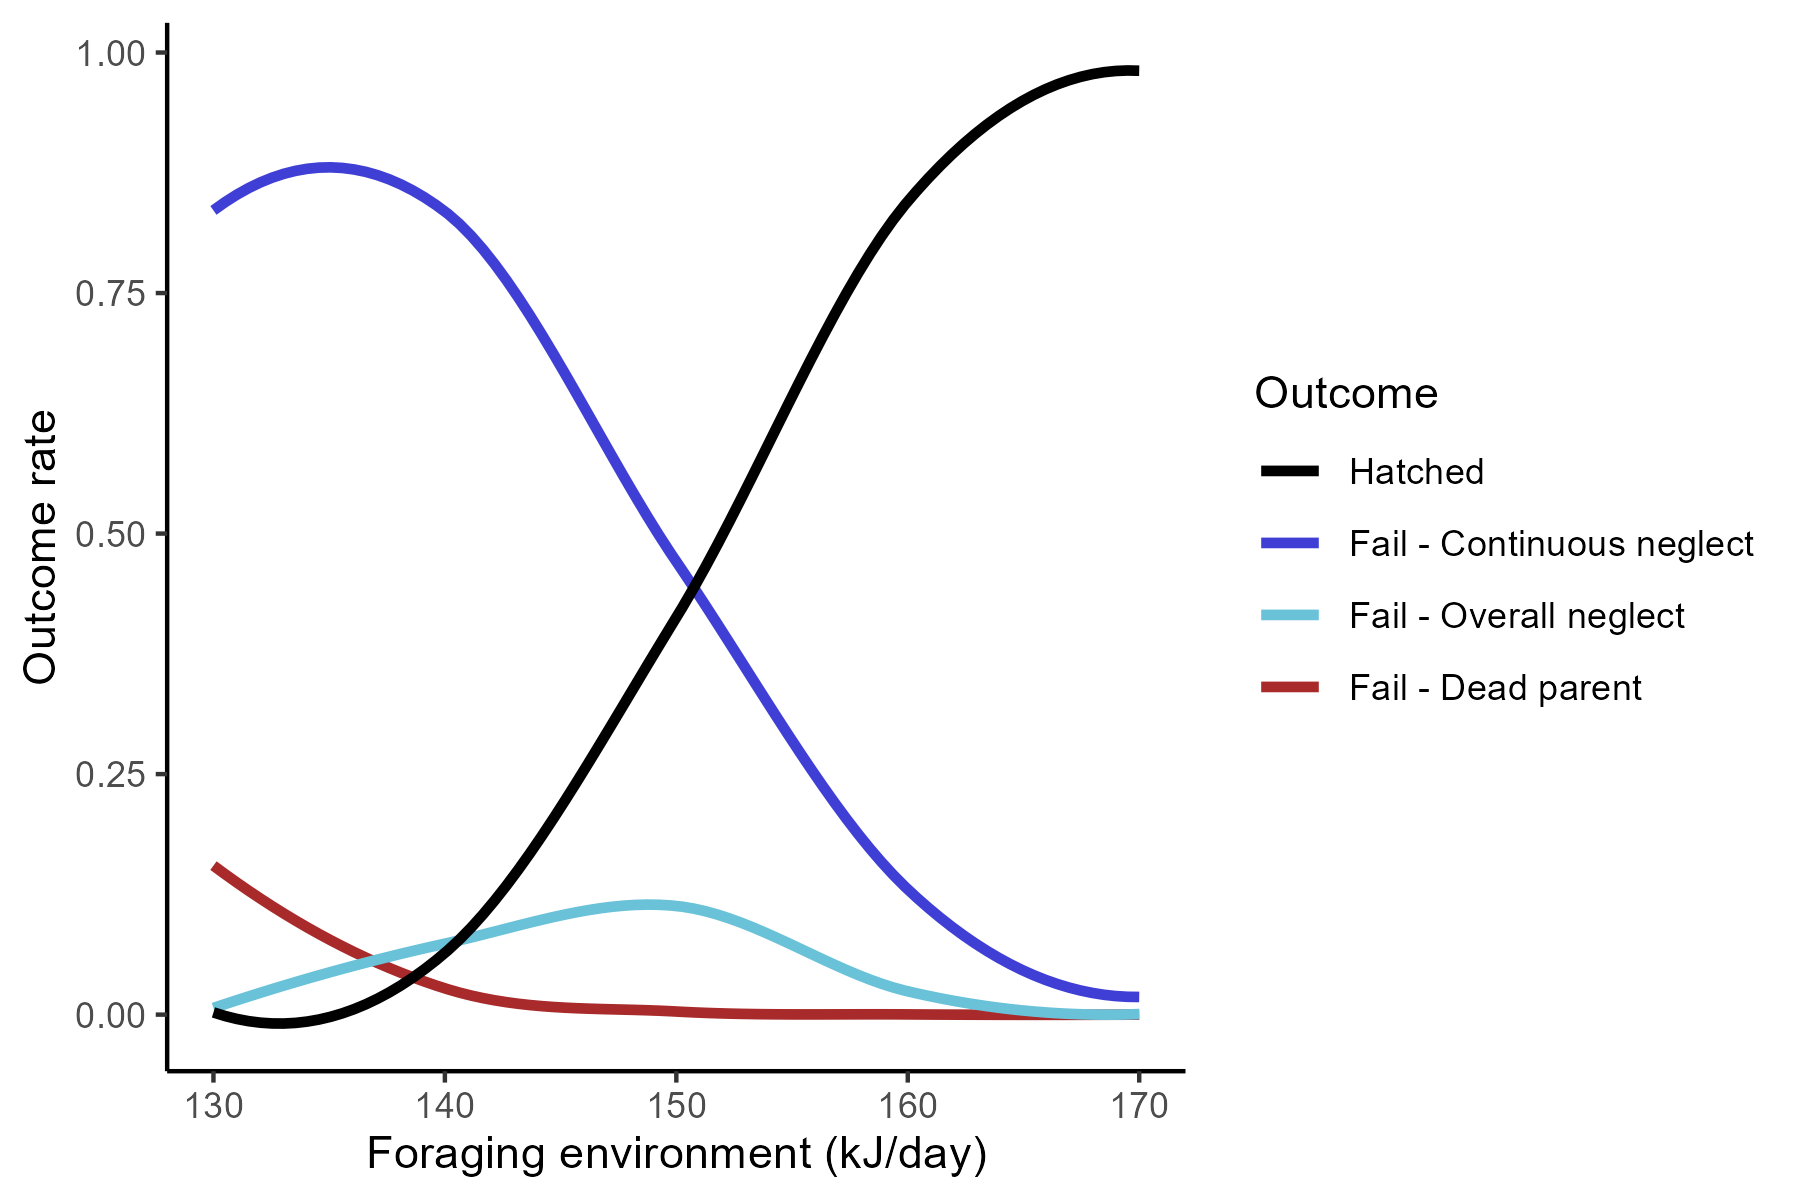 1.00
0.75
0.50
0.25
0.00
Outcome rate
130 140 150 160 170
Foraging environment (kJ/day)
Outcome
Hatched
Fail - Continuous neglect
Fail - Overall neglect
Fail - Dead parent